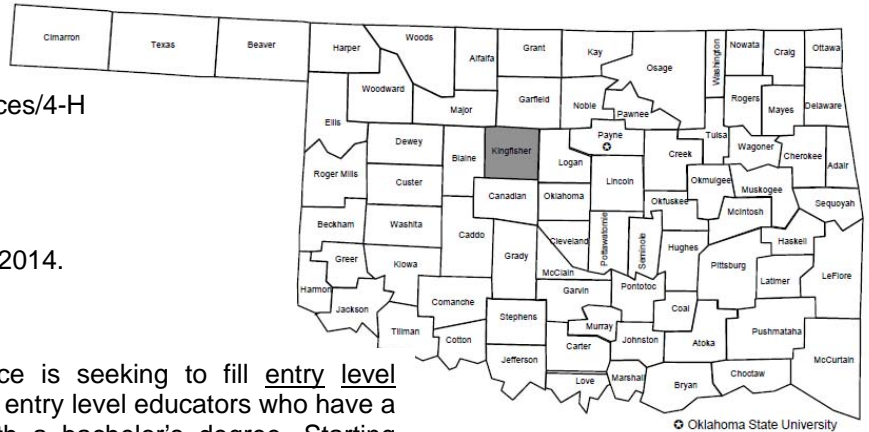 Cimarron
Texas
Beaver
Harper
Woods
Alfalfa
Grant
Kay
Osage
Washington
Nowata
Craig
Ottawa
Woodward
Major
Garfield
Noble
Pawnee
Rogers
Mayes
Delaware
ces/4-H
Ellis
Dewey
Blaine
Kingfisher
Logan
Payne
Creek
Tulsa
Wagoner
Cherokee
Adair
Roger Mills
Custer
Canadian
Oklahoma
Lincoln
Okfuskee
Okmulgee
Muskogee
McIntosh
Sequoyah
Beckham
Washita
Caddo
Grady
Cleveland
Pottawatomie
Seminole
Hughes
Pittsburg
Haskell
LeFlore
2014.
Greer
Kiowa
McClain
Garvin
Pontotoc
Latimer
Harmon
Jackson
Comanche
Stephens
Murray
Coal
Johnston
Atoka
Pushmataha
Tillman
Cotton
Jefferson
Carter
Love
Marshall
Bryan
Choctaw
McCurtain
ce is seeking to fill entry level
entry level educators who have a
th a bachelor's degree. Starting
Oklahoma State University